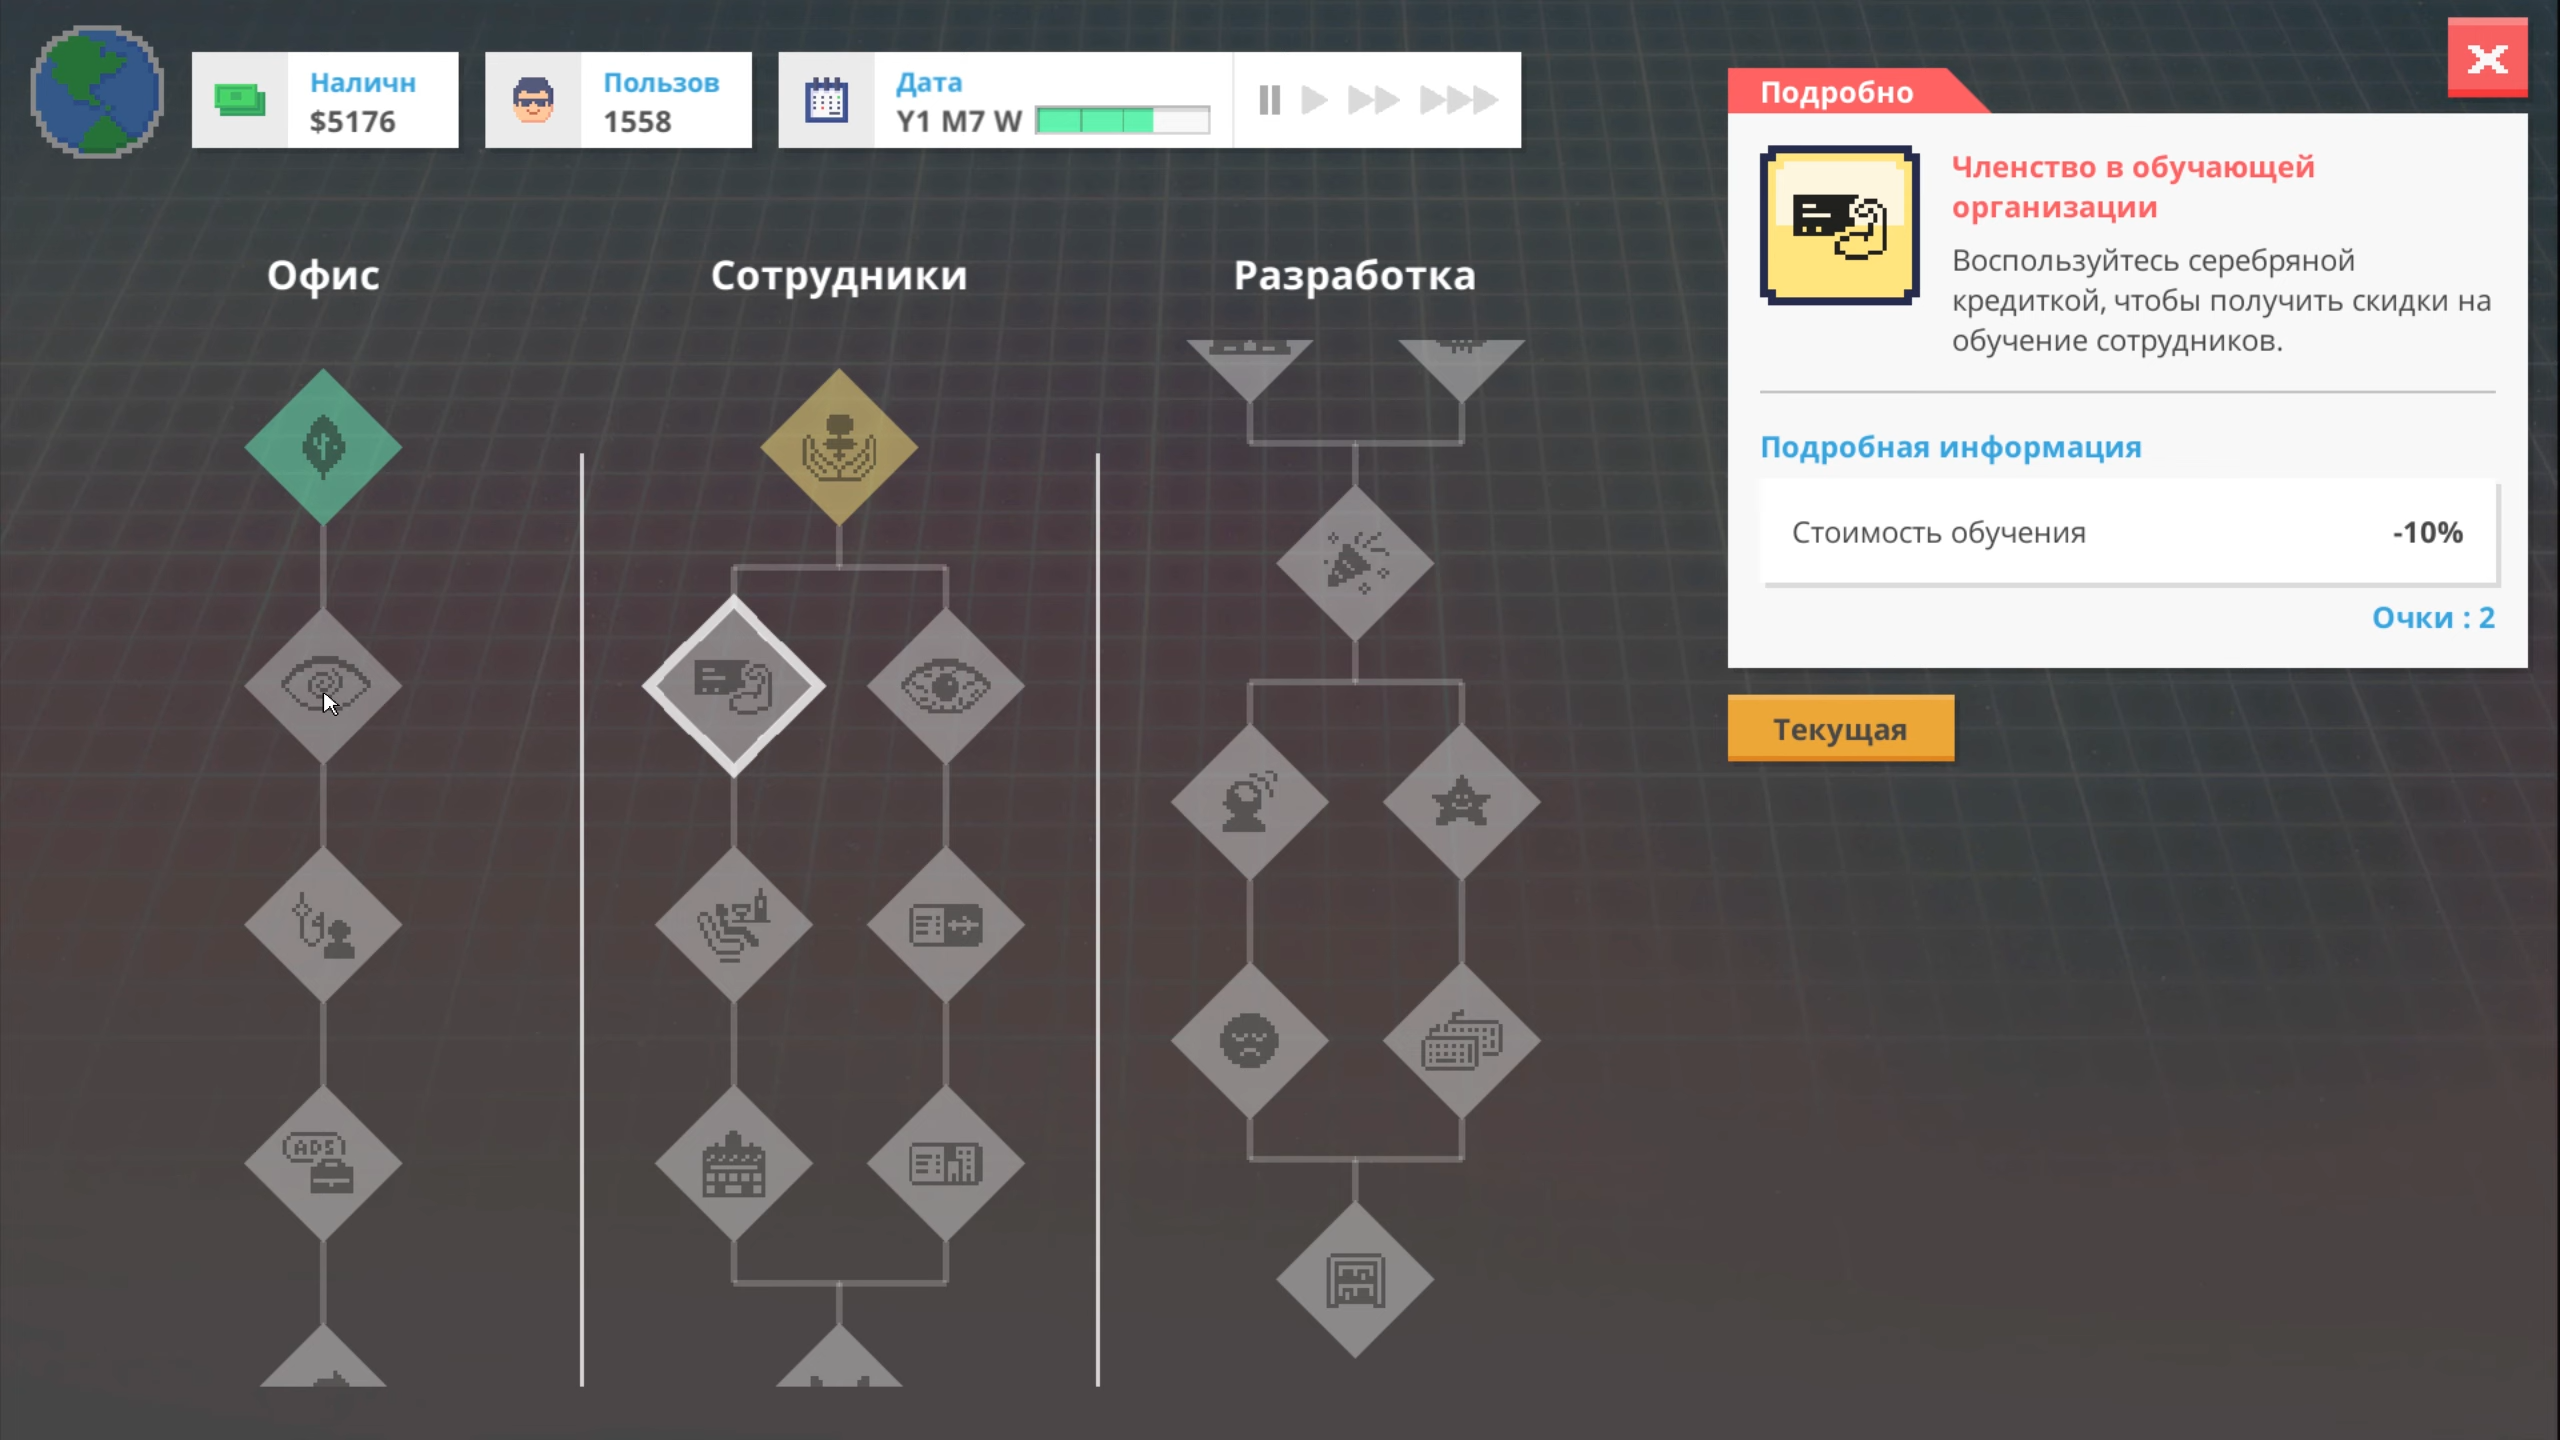 Наличн
$5176
Пользов
1558
Дата
Y1 M7 W
Офис
Сотрудники
Разработка
ADS
Подробно
Членство в обучающей
организации
Воспользуйтесь серебряной
кредиткой, чтобы получить скидки на
обучение сотрудников.
Подробная информация
Стоимость обучения -10%
Очки : 2
Текущая